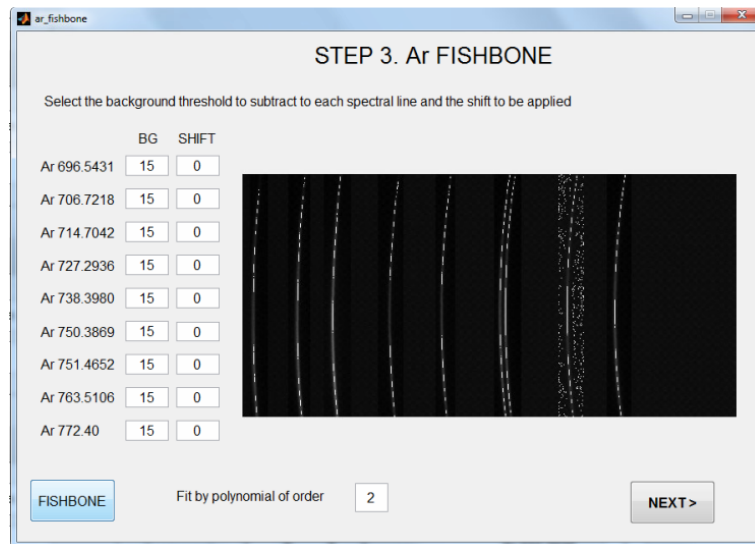 ar_fishbone
STEP 3. Ar FISHBONE
Select the background threshold to subtract to each spectral line and the shift to be applied
BG SHIFT
Ar 696.5431 15 0
Ar 706.7218 15 0
Ar 714.7042 15 0
Ar 727.2936 15 0
Ar 738.3980 15 0
Ar 750.3869 15 0
Ar 751.4652 15 0
Ar 763.5106 15 0
Ar 772.40 15 0
FISHBONE Fit by polynomial of order 2 NEXT >